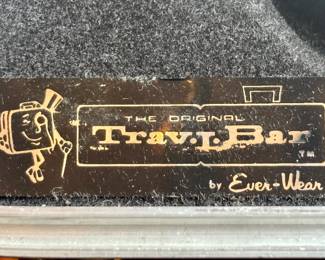 THE ORIGINAL
Trav.L.Bar
TM
by Ever-Wear